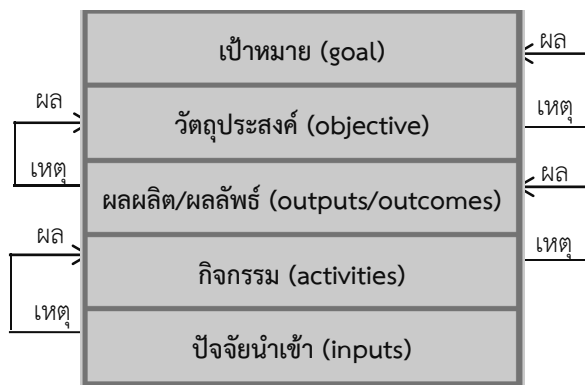 เป้าหมาย (goal)
ผล
ผล
วัตถุประสงค์ (objective)
เหตุ
เหตุ
ผลผลิต/ผลลัพธ์ (outputs/outcomes)
ผล
ผล
กิจกรรม (activities)
เหตุ
เหตุ
ปัจจัยนำเข้า (inputs)